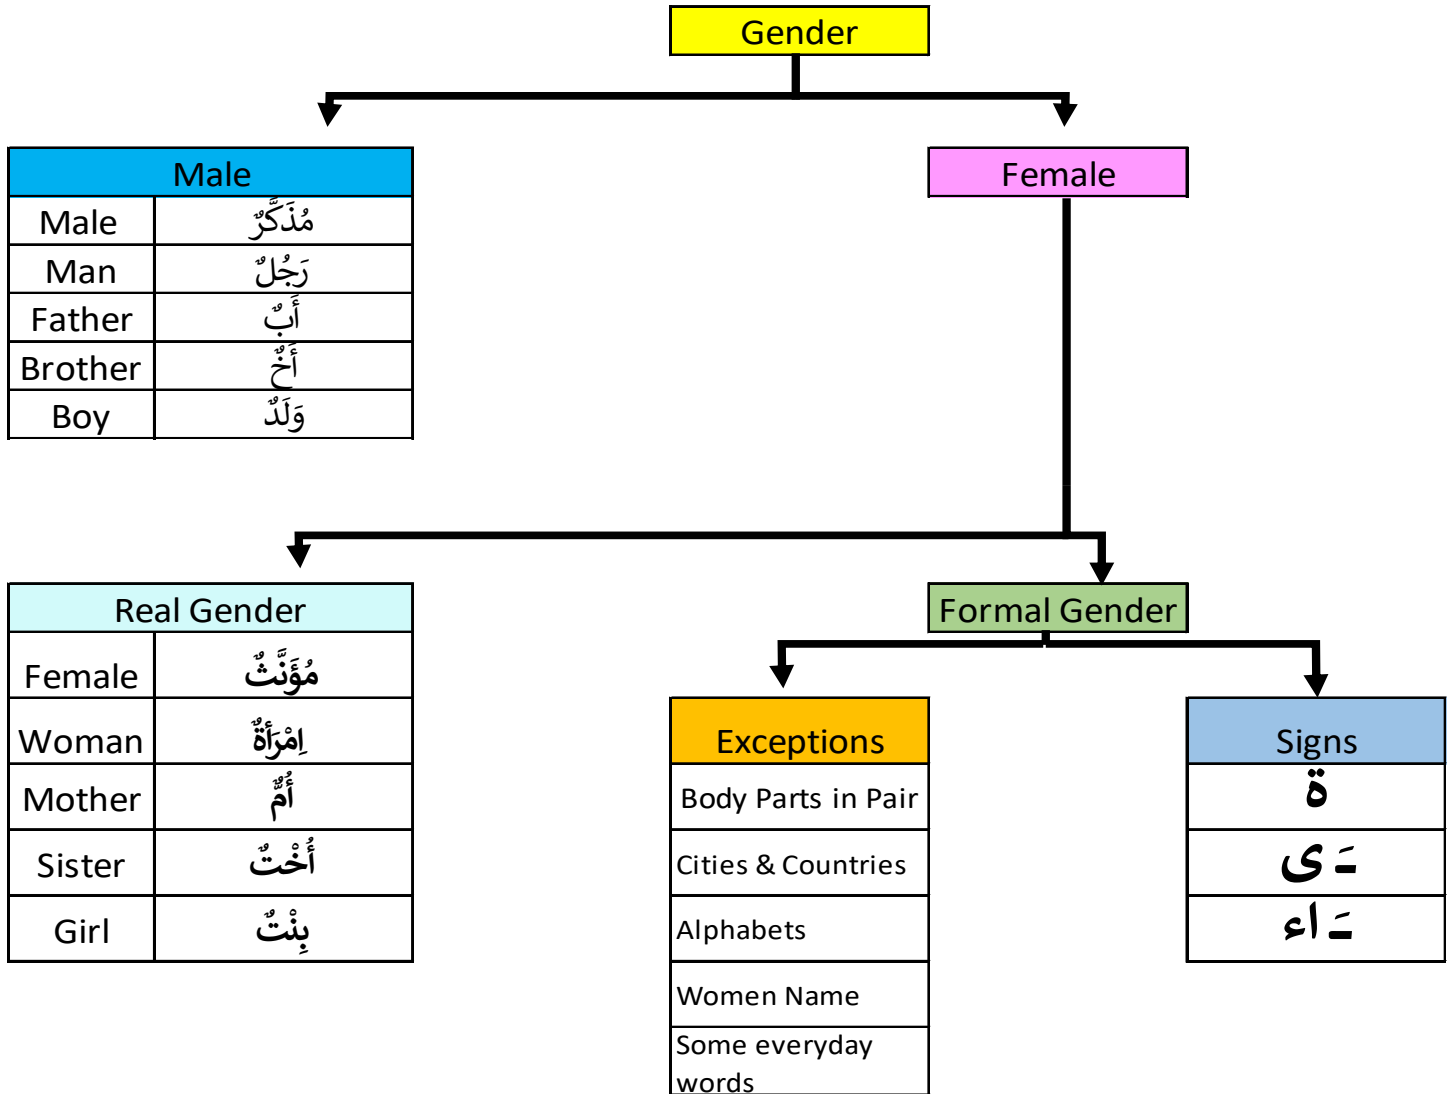 Gender
Male
Female
Male مُذَكَّرٌ
Man رَجُلٌ
Father أَبٌ
Brother أَخٌ
Boy وَلَدٌ
Real Gender
Female مُؤَنَّثٌ
Woman اِمْرَأَةٌ
Mother أُمٌّ
Sister أُخْتٌ
Girl بِنْتٌ
Formal Gender
Exceptions
Body Parts in Pair
Cities & Countries
Alphabets
Women Name
Some everyday
words
Signs
ة
ـَ ى
ـَ اء